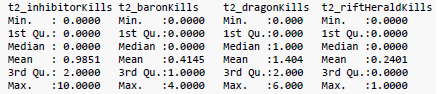 t2_inhibitorKills t2_baronKills t2_dragonKills t2_riftHeraldKills
Min. : 0.0000 Min. :0.0000 Min. :0.000 Min. :0.0000
1st Qu.: 0.0000 1st Qu.:0.0000 1st Qu.:0.000 1st Qu.:0.0000
Median : 0.0000 Median :0.0000 Median :1.000 Median :0.0000
Mean : 0.9851 Mean :0.4145 Mean :1.404 Mean :0.2401
3rd Qu.: 2.0000 3rd Qu.:1.0000 3rd Qu.:2.000 3rd Qu.:0.0000
Max. :10.0000 Max. :4.0000 Max. :6.000 Max. :1.0000